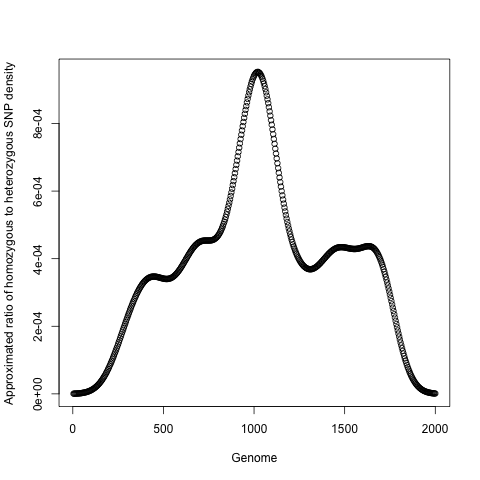 Approximated ratio of homozygous to heterozygous SNP density
8e-04
6e-04
4e-04
2e-04
0e+00
0 500 1000 1500 2000
Genome